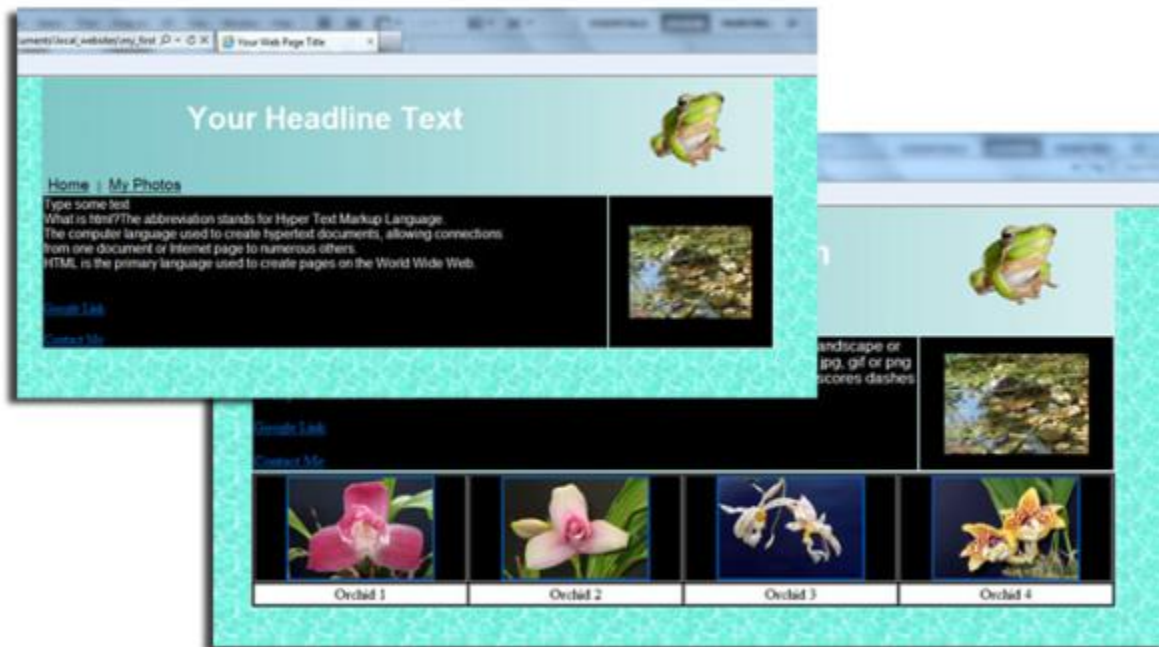 uments\local_websites\my_first
Your Web Page Title
Your Headline Text
Home | My Photos
Type some text
What is html?The abbreviation stands for Hyper Text Markup Language.
The computer language used to create hypertext documents, allowing connections
from one document or Internet page to numerous others.
HTML is the primary language used to create pages on the World Wide Web.
Google Link
Contact Me
andscape or
jpg, gif or png
scores dashes
Google Link
Contact Me
Orchid 1 Orchid 2 Orchid 3 Orchid 4